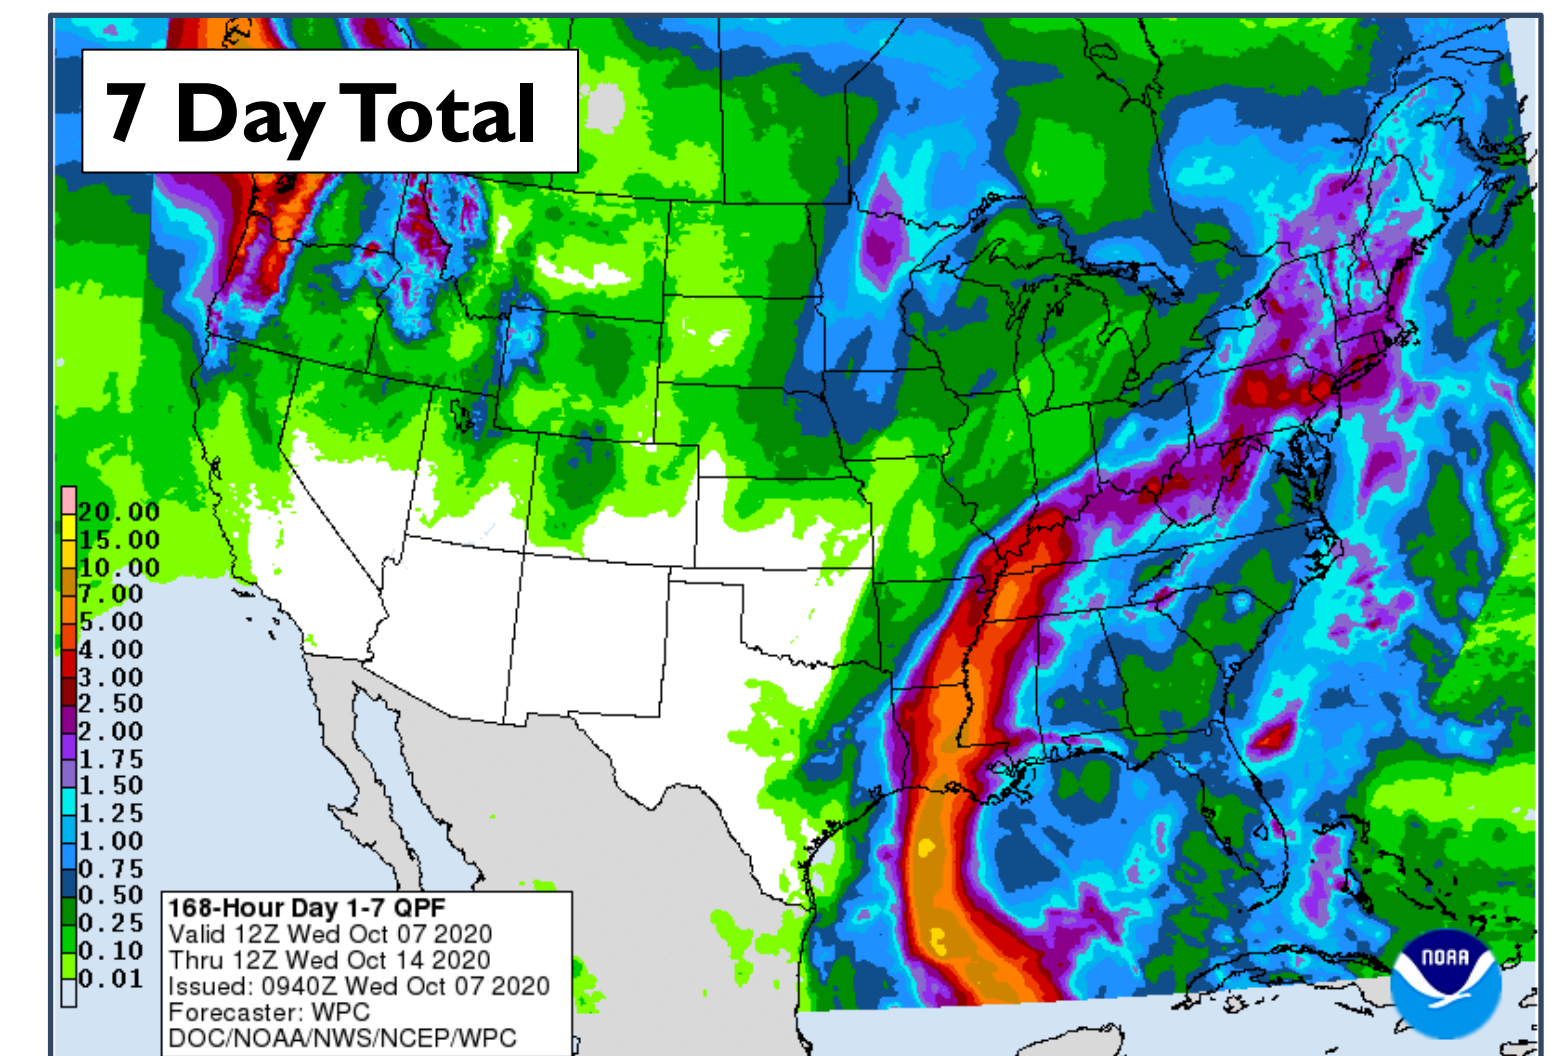 7 Day Total
20.00
15.00
10.00
7.00
5.00
4.00
3.00
2.50
2.00
1.75
1.50
1.25
1.00
0.75
0.50
0.25
0.10
0.01
168-Hour Day 1-7 QPF
Valid 12Z Wed Oct 07 2020
Thru 12Z Wed Oct 14 2020
Issued: 0940Z Wed Oct 07 2020
Forecaster: WPC
DOC/NOAA/NWS/NCEP/WPC
NOAA